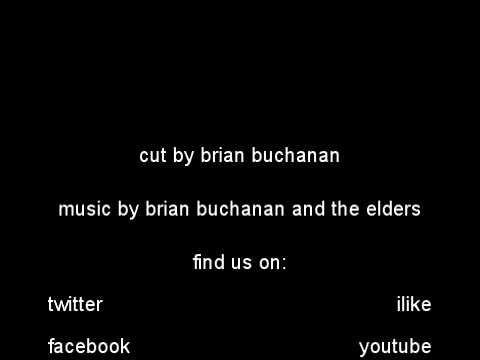 cut by brian buchanan
music by brian buchanan and the elders
find us on:
twitter ilike
facebook youtube